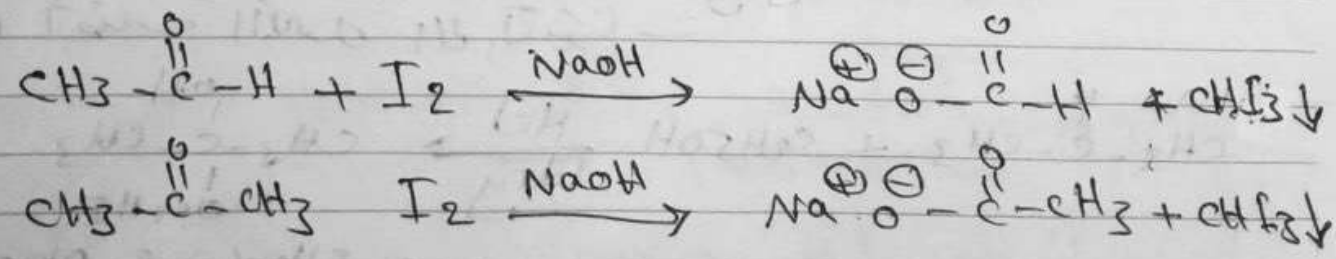 O
CH3 - C - H + I2 NaOH → Na⊕ ⊖O - C - H + CHI3↓
O
O
CH3 - C - CH3 I2 NaOH → Na⊕ ⊖O - C - CH3 + CHI3↓
O